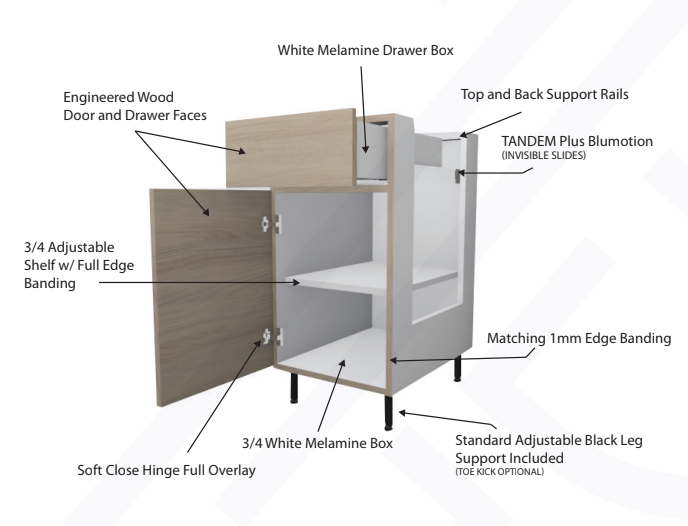 White Melamine Drawer Box
Engineered Wood
Door and Drawer Faces
Top and Back Support Rails
TANDEM Plus Blumotion
(INVISIBLE SLIDES)
3/4 Adjustable
Shelf w/ Full Edge
Banding
Matching 1mm Edge Banding
3/4 White Melamine Box
Standard Adjustable Black Leg
Support Included
(TOE KICK OPTIONAL)
Soft Close Hinge Full Overlay